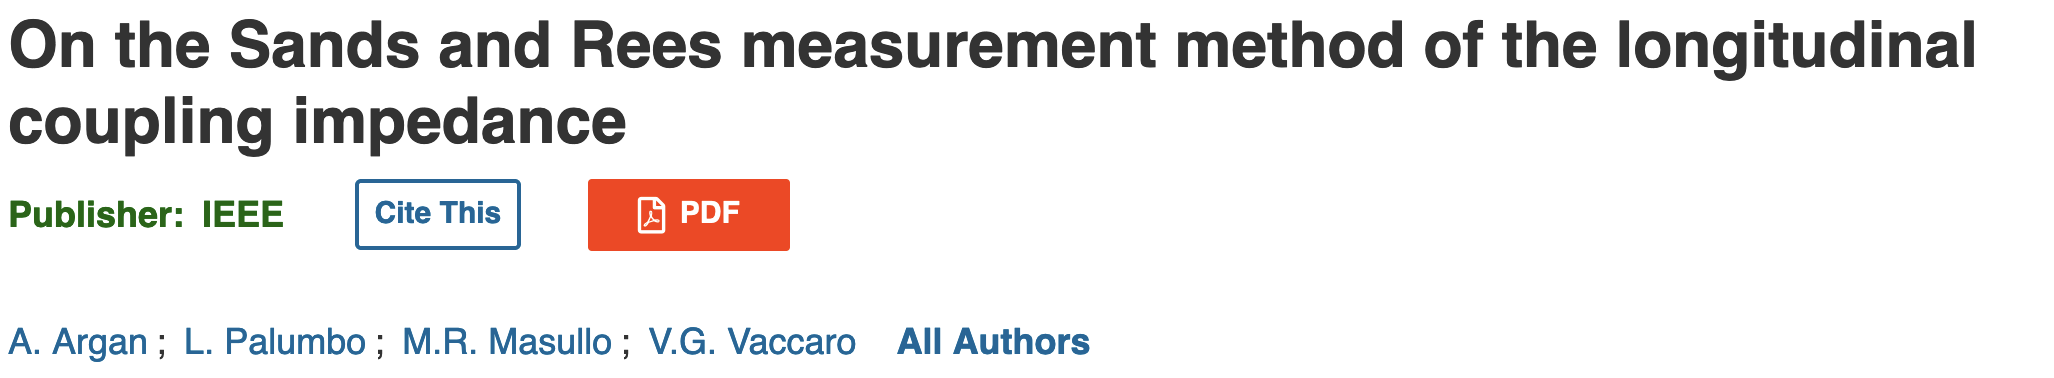 On the Sands and Rees measurement method of the longitudinal
coupling impedance
Publisher: IEEE Cite This PDF
A. Argan ; L. Palumbo ; M.R. Masullo ; V.G. Vaccaro All Authors